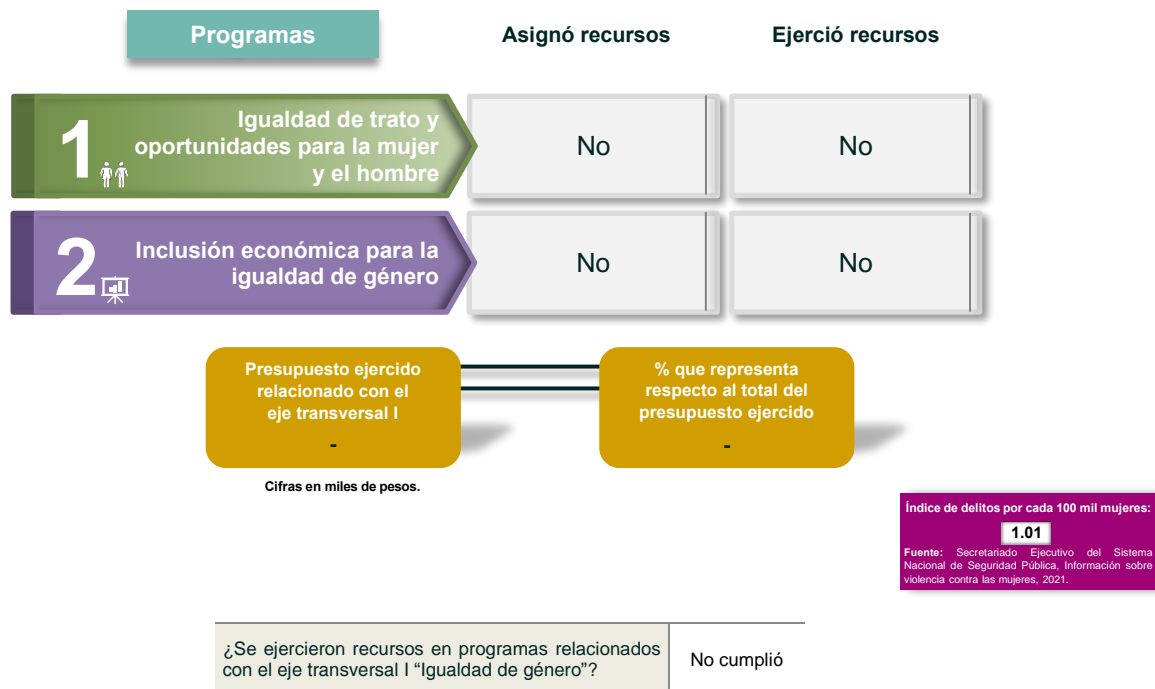 Programas
Asignó recursos
Ejerció recursos
1
Igualdad de trato y
oportunidades para la mujer
y el hombre
No
No
2
Inclusión económica para la
igualdad de género
No
No
Presupuesto ejercido
relacionado con el
eje transversal I
-
% que representa
respecto al total del
presupuesto ejercido
-
Cifras en miles de pesos.
Índice de delitos por cada 100 mil mujeres:
1.01
Fuente: Secretariado Ejecutivo del Sistema
Nacional de Seguridad Pública, Información sobre
violencia contra las mujeres, 2021.
¿Se ejercieron recursos en programas relacionados
con el eje transversal I “Igualdad de género”?
No cumplió